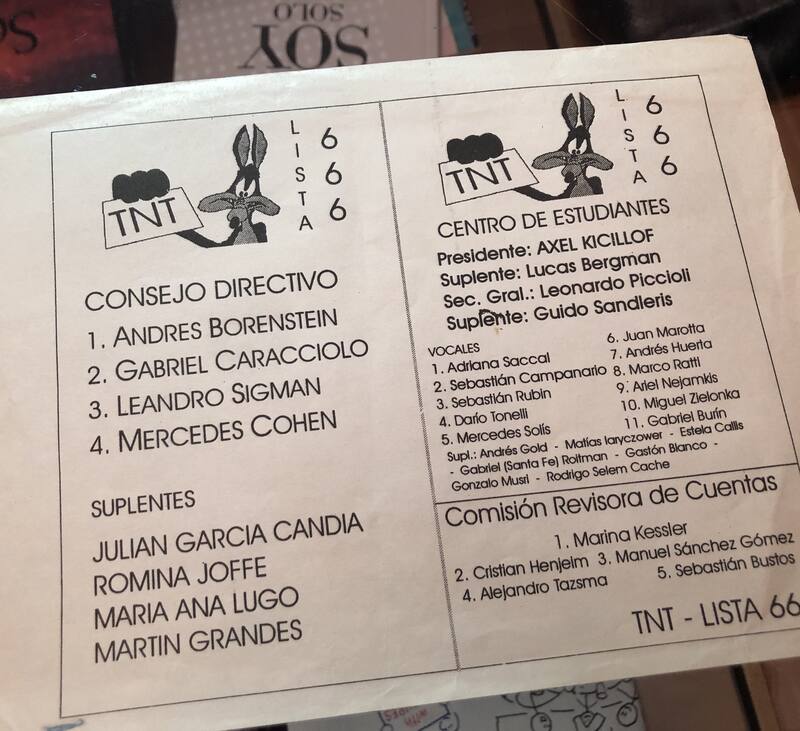 SOY
SOLO
TNT
LISTA
6
6
6
CONSEJO DIRECTIVO
1. ANDRES BORENSTEIN
2. GABRIEL CARACCIOLO
3. LEANDRO SIGMAN
4. MERCEDES COHEN
SUPLENTES
JULIAN GARCIA CANDIA
ROMINA JOFFE
MARIA ANA LUGO
MARTIN GRANDES
TNT
LISTA
6
6
6
CENTRO DE ESTUDIANTES
Presidente: AXEL KICILLOF
Suplente: Lucas Bergman
Sec. Gral.: Leonardo Piccioli
Suplente: Guido Sandleris
VOCALES
1. Adriana Saccal
2. Sebastián Campanario
3. Sebastián Rubin
4. Darío Tonelli
5. Mercedes Solís
6. Juan Marotta
7. Andrés Huerta
8. Marco Ratti
9. Ariel Nejamkis
10. Miguel Zielonka
11. Gabriel Burín
Supl.: Andrés Gold - Matías Iaryczower - Estela Callis
- Gabriel (Santa Fe) Roitman - Gastón Blanco -
Gonzalo Musri - Rodrigo Selem Cache
Comisión Revisora de Cuentas
1. Marina Kessler
2. Cristian Henjeim 3. Manuel Sánchez Gómez
4. Alejandro Tazsma 5. Sebastián Bustos
TNT - LISTA 66